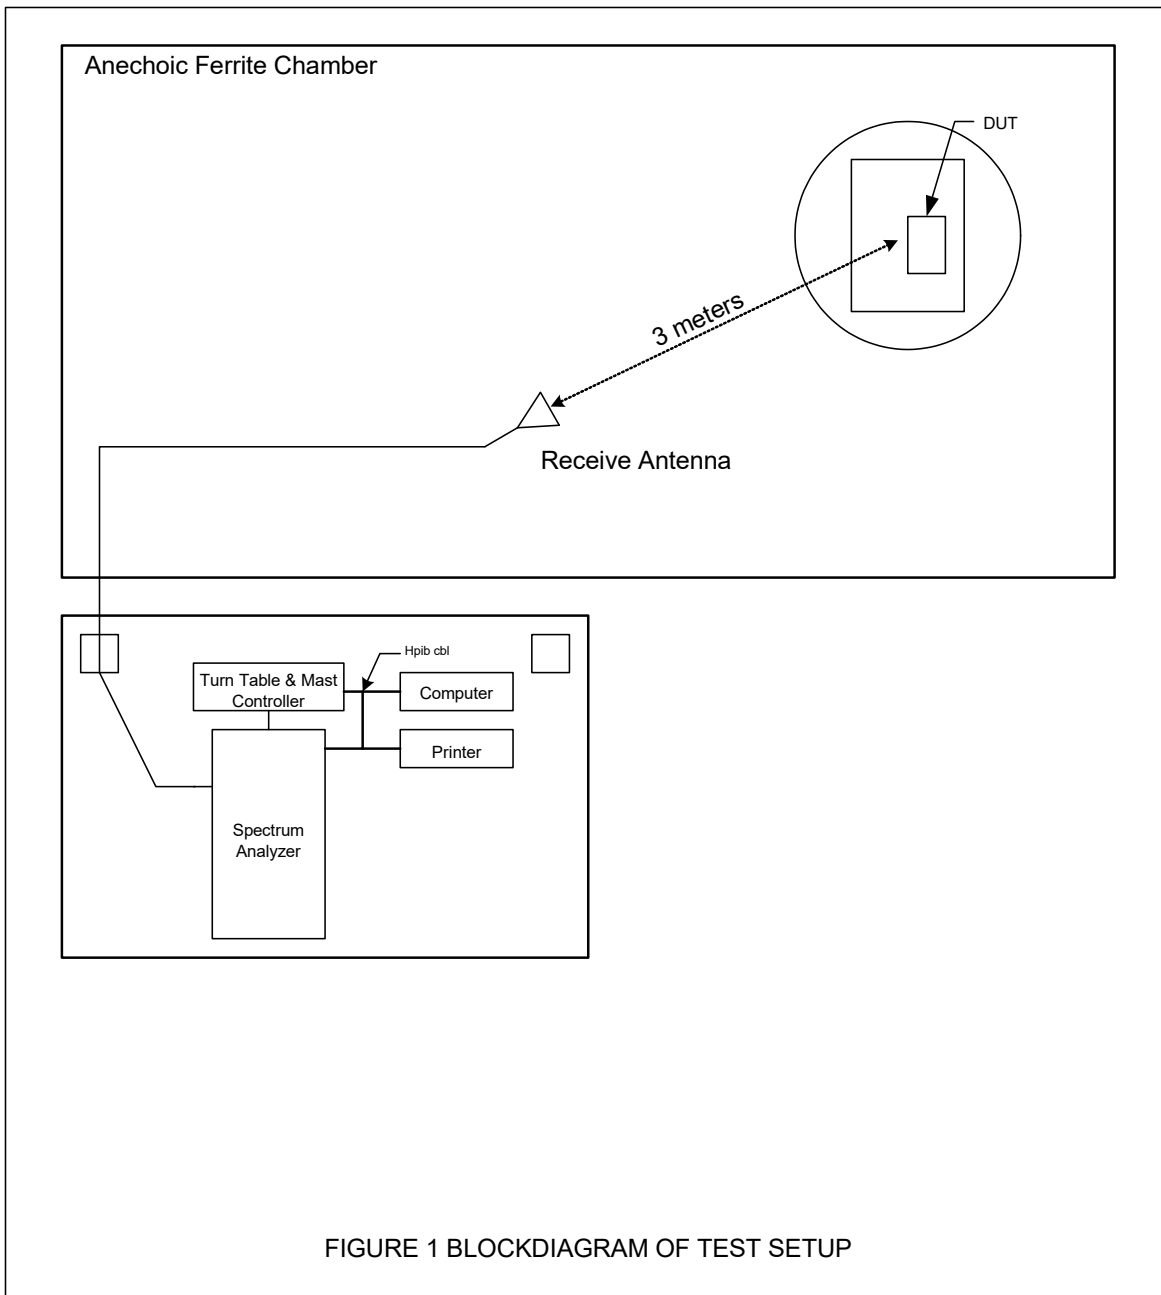 Anechoic Ferrite Chamber
DUT
3 meters
Receive Antenna
Hpib cbl
Turn Table & Mast
Controller
Computer
Printer
Spectrum
Analyzer
FIGURE 1 BLOCKDIAGRAM OF TEST SETUP